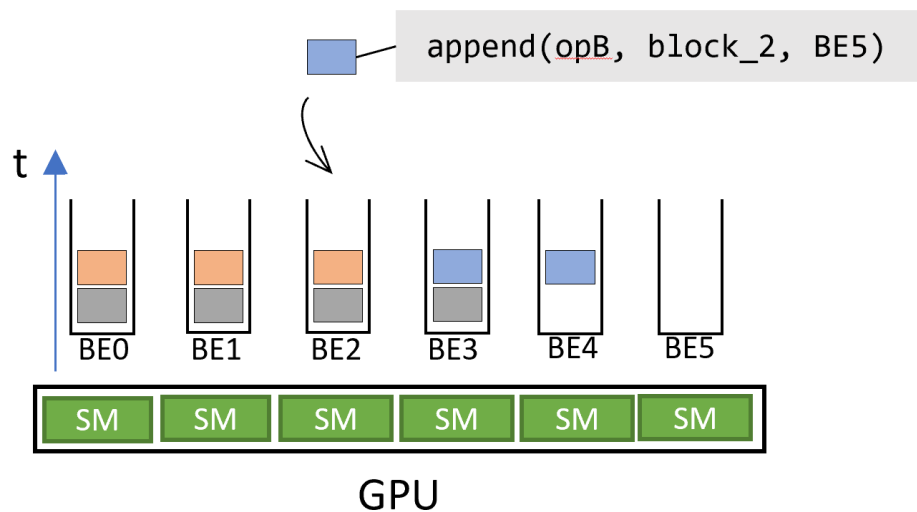 append(opB, block_2, BE5)
t
BE0 BE1 BE2 BE3 BE4 BE5
SM SM SM SM SM SM
GPU